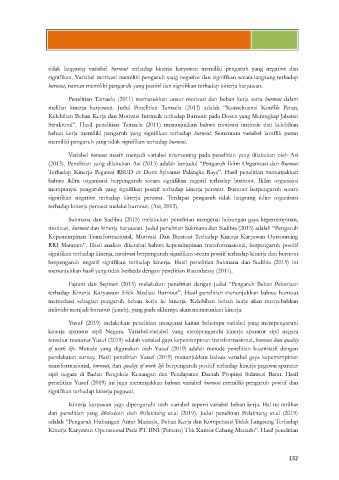 tidak langsung variabel burnout terhadap kinerja karyawan memiliki pengaruh yang negative dan
signifikan. Variabel motivasi memiliki pengaruh yang negative dan signifikan secara langsung terhadap
burnout, namun memiliki pengaruh yang positif dan signifikan terhadap kinerja karyawan.
Penelitian Tamaela (2011) memasukkan unsur motivasi dan beban kerja serta burnout dalam
melihat kinerja karyawan. Judul Penelitian Tamaela (2011) adalah “Konsekuensi Konflik Peran,
Kelebihan Beban Kerja dan Motivasi Intrinsik terhadap Burnout pada Dosen yang Merangkap Jabatan
Struktural”. Hasil penelitian Tamaela (2011) menunjukkan bahwa motivasi intrinsic dan kelebihan
beban kerja memiliki pengaruh yang signifikan terhadap burnout. Sementara variabel konflik peran
memiliki pengaruh yang tidak signifikan terhadap burnout.
Variabel burnout masih menjadi variabel intervening pada penelitian yang dilakukan oleh Asi
(2013). Penelitian yang dilakukan Asi (2013) adalah berjudul “Pengaruh Iklim Organisasi dan Burnout
Terhadap Kinerja Pegawai RSUD dr Doris Sylvanus Palangka Raya”. Hasil penelitian menunjukkan
bahwa iklim organisasi berpengaruh secara signifikan negatif terhadap burnout. Iklim organisasi
mempunyai pengaruh yang signifikan positif terhadap kinerja perawat. Burnout berpengaruh secara
signifikan negative terhadap kinerja perawat. Terdapat pengaruh tidak langsung iklim organisasi
terhadap kinerja perawat melalui burnout. (Asi, 2013).
Sukmana dan Sudibia (2015) melakukan penelitian mengenai hubungan gaya kepemimpinan,
motivasi, burnout dan kinerja karyawan. Judul penelitian Sukmana dan Sudibia (2015) adalah “Pengaruh
Kepemimpinan Transformasional, Motivasi Dan Burnout Terhadap Kinerja Karyawan Outsourcing
RRI Mataram”. Hasil analisis diketahui bahwa kepemimpinan transformasional, berpengaruh positif
signifikan terhadap kinerja, motivasi berpengaruh signifikan secara positif terhadap kinerja dan burnout
berpengaruh negatif signifikan terhadap kinerja. Hasil penelitian Sukmana dan Sudibia (2015) ini
menunjukkan hasil yang tidak berbeda dengan penelitian Risambessy (2011).
Fajrani dan Septiari (2015) melakukan penelitian dengan judul “Pengaruh Beban Pekerjaan
terhadap Kinerja Karyawan: Efek Mediasi Burnout”. Hasil penelitian menunjukkan bahwa burnout
memediasi sebagian pengaruh beban kerja ke kinerja. Kelebihan beban kerja akan menyebabkan
individu menjadi burnout (jenuh), yang pada akhirnya akan menurunkan kinerja.
Yusuf (2019) melakukan penelitian mengenai kaitan beberapa variabel yang mempengaruhi
kinerja aparatur sipil Negara. Variabel-variabel yang mempengaruhi kinerja aparatur sipil negara
tersebut menurut Yusuf (2019) adalah variabel gaya kepemimpinan transformasional, burnout dan quality
of work life. Metode yang digunakan oleh Yusuf (2019) adalah metode penelitian kuantitatif dengan
pendekatan survey. Hasil penelitian Yusuf (2019) menunjukkan bahwa variabel gaya kepemimpinan
transformasional, burnout, dan quality of work life berpengaruh positif terhadap kinerja pegawai aparatur
sipil negara di Badan Pengelola Keuangan dan Pendapatan Daerah Propinsi Sulawesi Barat. Hasil
penelitian Yusuf (2019) ini juga menunjukkan bahwa variabel burnout memiliki pengaruh positif dan
signifikan terhadap kinerja pegawai.
Kinerja karyawan juga dipengaruhi oleh variabel seperti variabel beban kerja. Hal ini terlihat
dari penelitian yang dilakukan oleh Polakitang et.al (2019). Judul penelitian Polakitang et.al (2019)
adalah “Pengaruh Hubungan Antar Manusia, Beban Kerja dan Kompensasi Tidak Langsung Terhadap
Kinerja Karyawan Operasional Pada PT. BNI (Persero) Tbk Kantor Cabang Manado”. Hasil penelitian
132